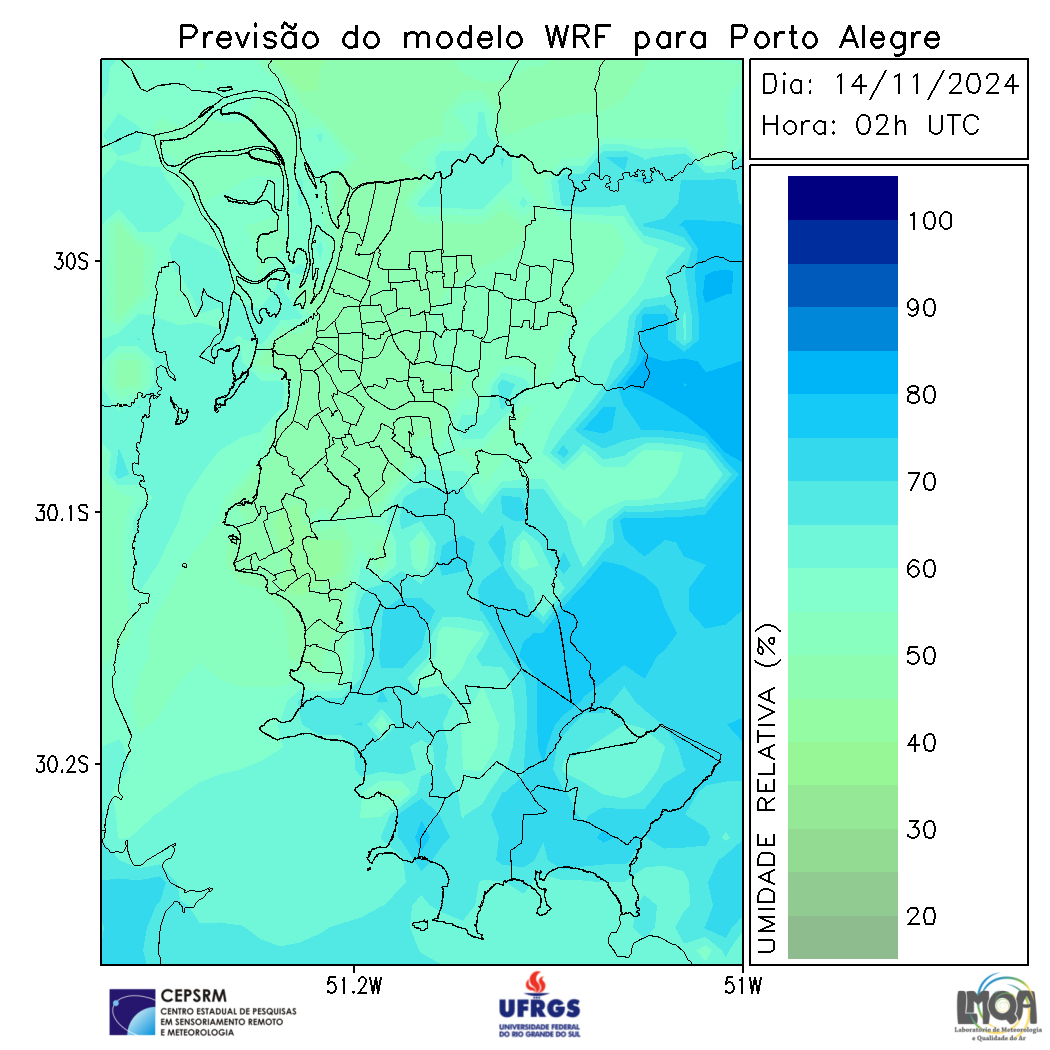 Previsão do modelo WRF para Porto Alegre
Dia: 14/11/2024
Hora: 02h UTC
30S
30.1S
30.2S
51.2W
51W
UMIDADE RELATIVA (%)
100
90
80
70
60
50
40
30
20
CEPSRM
CENTRO ESTADUAL DE PESQUISAS
EM SENSORIAMENTO REMOTO
E METEOROLOGIA
UFRGS
UNIVERSIDADE FEDERAL
DO RIO GRANDE DO SUL
LMQA
Laboratório de Meteorologia
e Qualidade do Ar